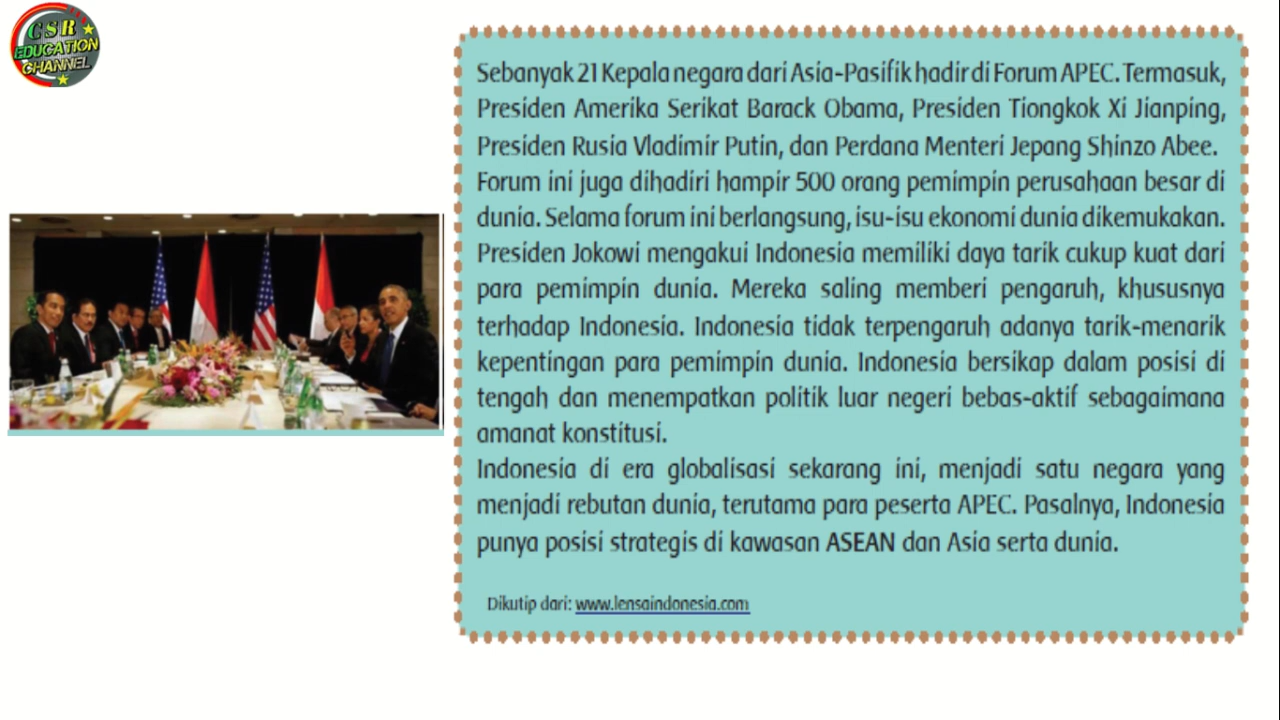 CSR
EDUCATION
CHANNEL
Sebanyak 21 Kepala negara dari Asia-Pasifik hadir di Forum APEC. Termasuk,
Presiden Amerika Serikat Barack Obama, Presiden Tiongkok Xi Jianping,
Presiden Rusia Vladimir Putin, dan Perdana Menteri Jepang Shinzo Abee.
Forum ini juga dihadiri hampir 500 orang pemimpin perusahaan besar di
dunia. Selama forum ini berlangsung, isu-isu ekonomi dunia dikemukakan.
Presiden Jokowi mengakui Indonesia memiliki daya tarik cukup kuat dari
para pemimpin dunia. Mereka saling memberi pengaruh, khususnya
terhadap Indonesia. Indonesia tidak terpengaruh adanya tarik-menarik
kepentingan para pemimpin dunia. Indonesia bersikap dalam posisi di
tengah dan menempatkan politik luar negeri bebas-aktif sebagaimana
amanat konstitusi.
Indonesia di era globalisasi sekarang ini, menjadi satu negara yang
menjadi rebutan dunia, terutama para peserta APEC. Pasalnya, Indonesia
punya posisi strategis di kawasan ASEAN dan Asia serta dunia.
Dikutip dari: www.lensaindonesia.com